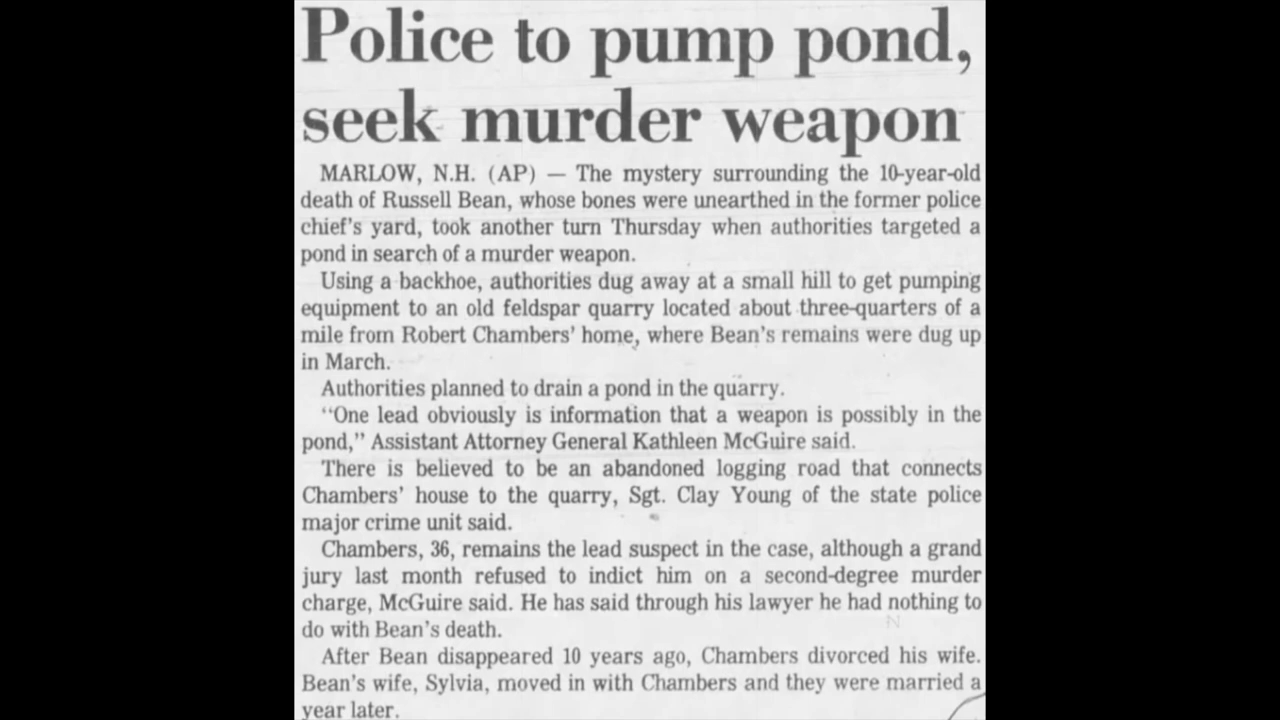 Police to pump pond,
seek murder weapon
MARLOW, N.H. (AP) — The mystery surrounding the 10-year-old
death of Russell Bean, whose bones were unearthed in the former police
chief's yard, took another turn Thursday when authorities targeted a
pond in search of a murder weapon.
Using a backhoe, authorities dug away at a small hill to get pumping
equipment to an old feldspar quarry located about three-quarters of a
mile from Robert Chambers' home, where Bean's remains were dug up
in March.
Authorities planned to drain a pond in the quarry.
"One lead obviously is information that a weapon is possibly in the
pond," Assistant Attorney General Kathleen McGuire said.
There is believed to be an abandoned logging road that connects
Chambers' house to the quarry, Sgt. Clay Young of the state police
major crime unit said.
Chambers, 36, remains the lead suspect in the case, although a grand
jury last month refused to indict him on a second-degree murder
charge, McGuire said. He has said through his lawyer he had nothing to
do with Bean's death.
After Bean disappeared 10 years ago, Chambers divorced his wife.
Bean's wife, Sylvia, moved in with Chambers and they were married a
year later.